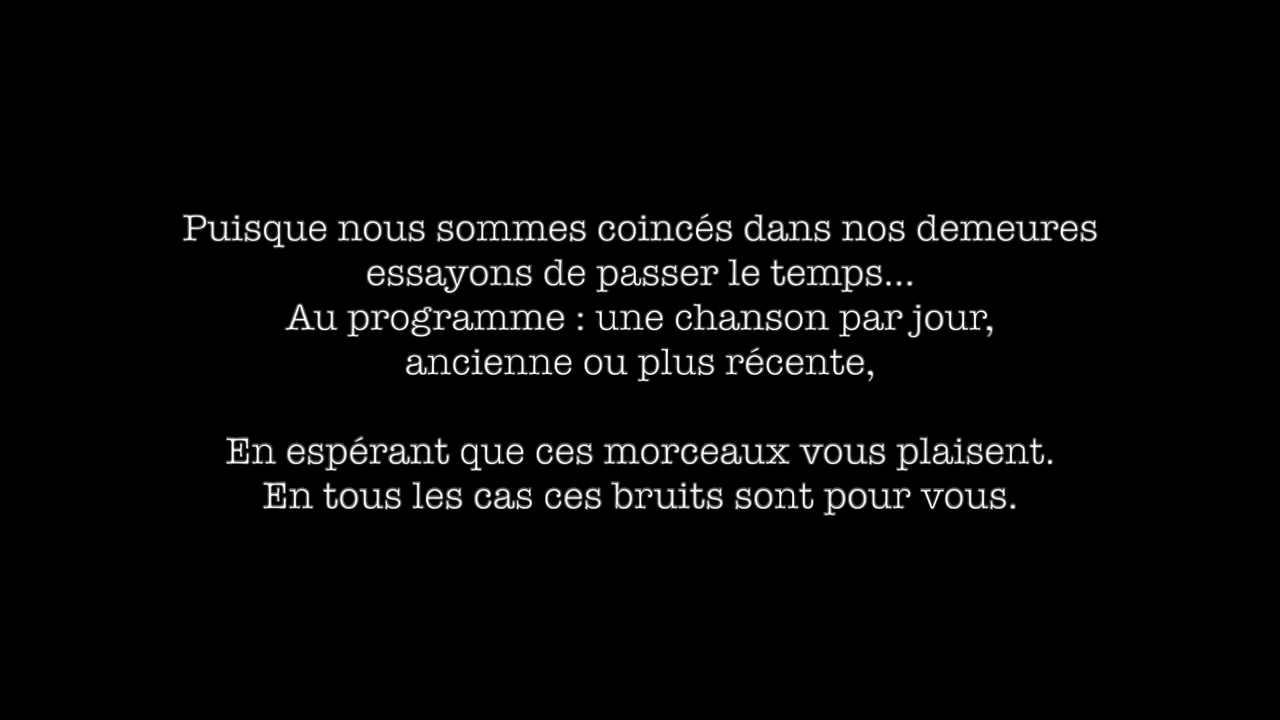 Puisque nous sommes coincés dans nos demeures
essayons de passer le temps...
Au programme : une chanson par jour,
ancienne ou plus récente,
En espérant que ces morceaux vous plaisent.
En tous les cas ces bruits sont pour vous.